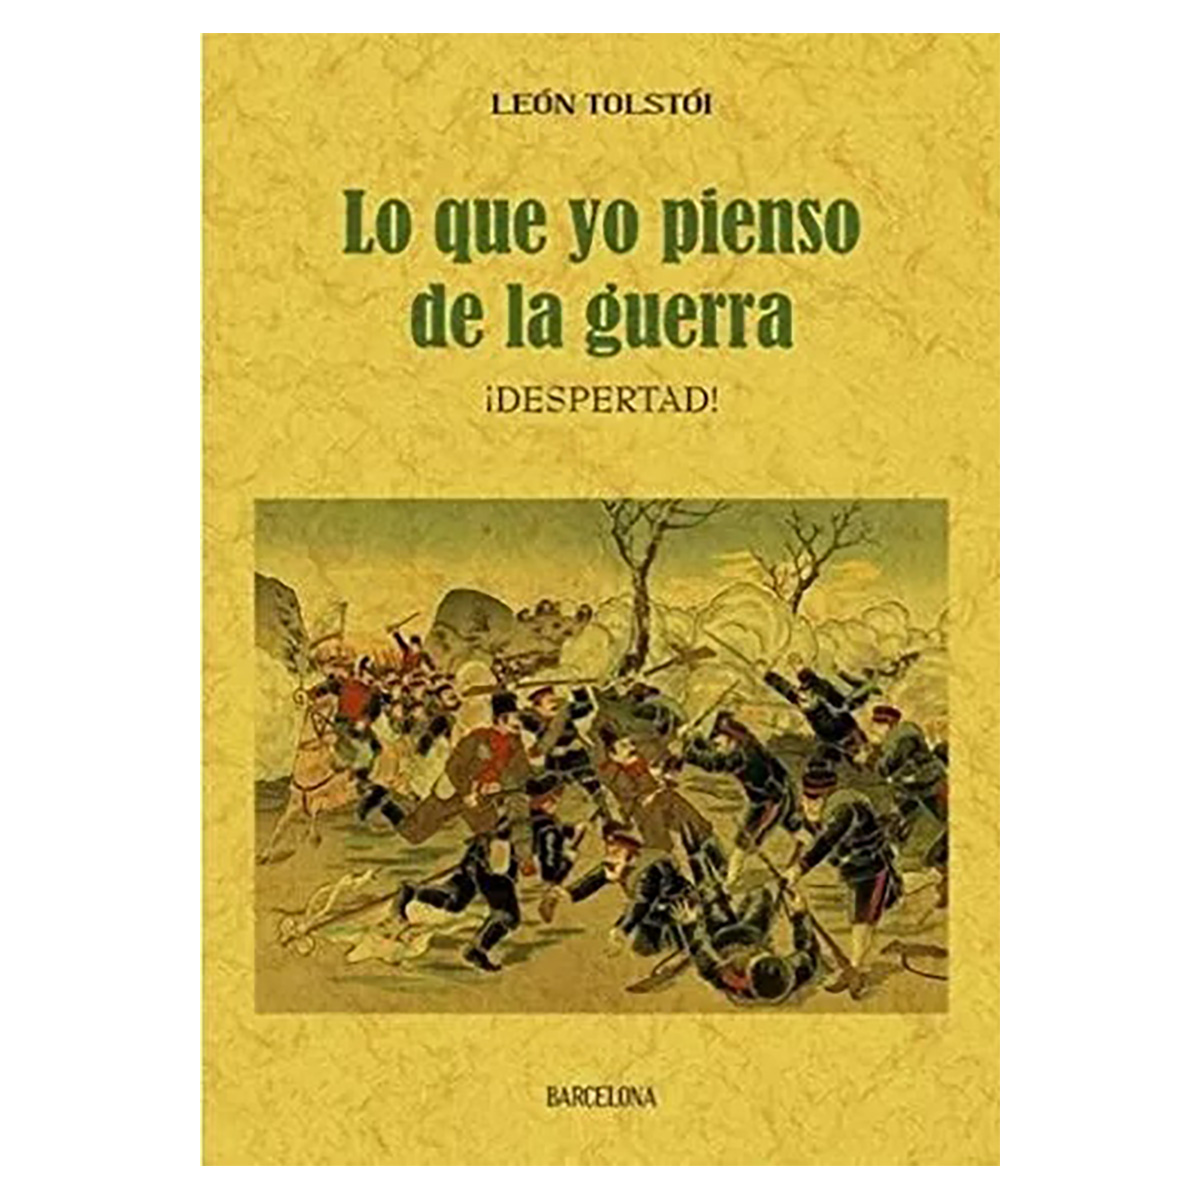 LEÓN TOLSTÓI
Lo que yo pienso
de la guerra
¡DESPERTAD!
BARCELONA